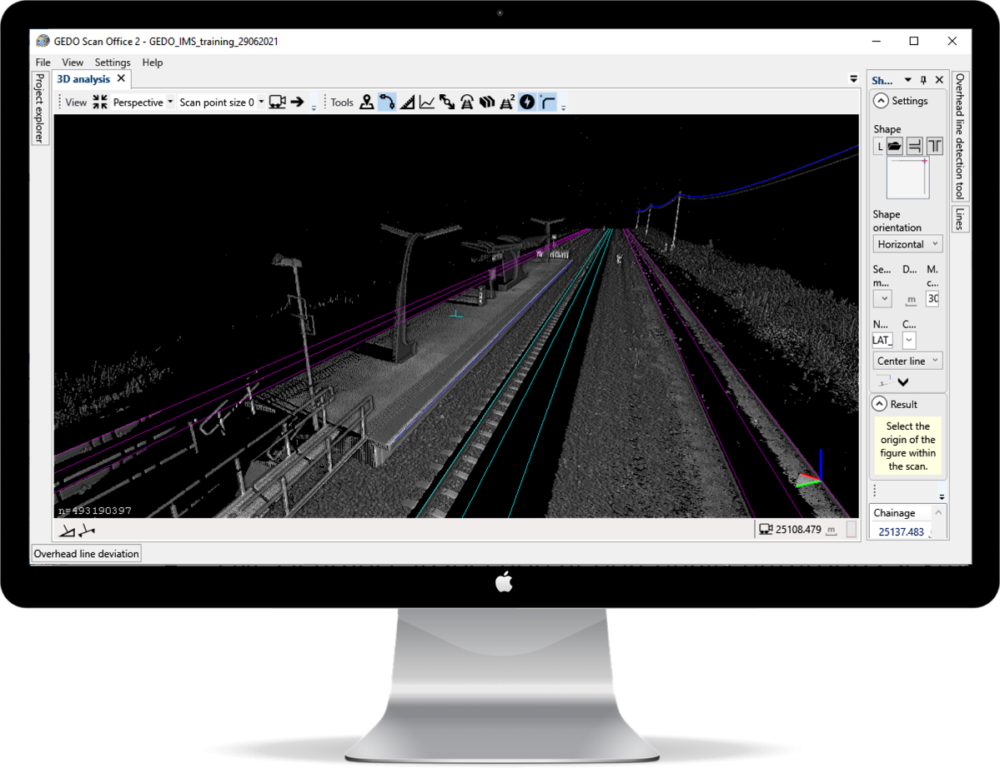 GEDO Scan Office 2 - GEDO_IMS_training_29062021
File View Settings Help
Project explorer
3D analysis
View Perspective Scan point size 0 Tools
n=493190397
25108.479 m
Overhead line deviation
Sh...
Settings
Shape
L
Shape
orientation
Horizontal
Se... D... M.
m... c...
m 30
N... C...
LAT_
Center line
Result
Select the
origin of the
figure within
the scan.
Chainage
25137.483
Overhead line detection tool
Lines